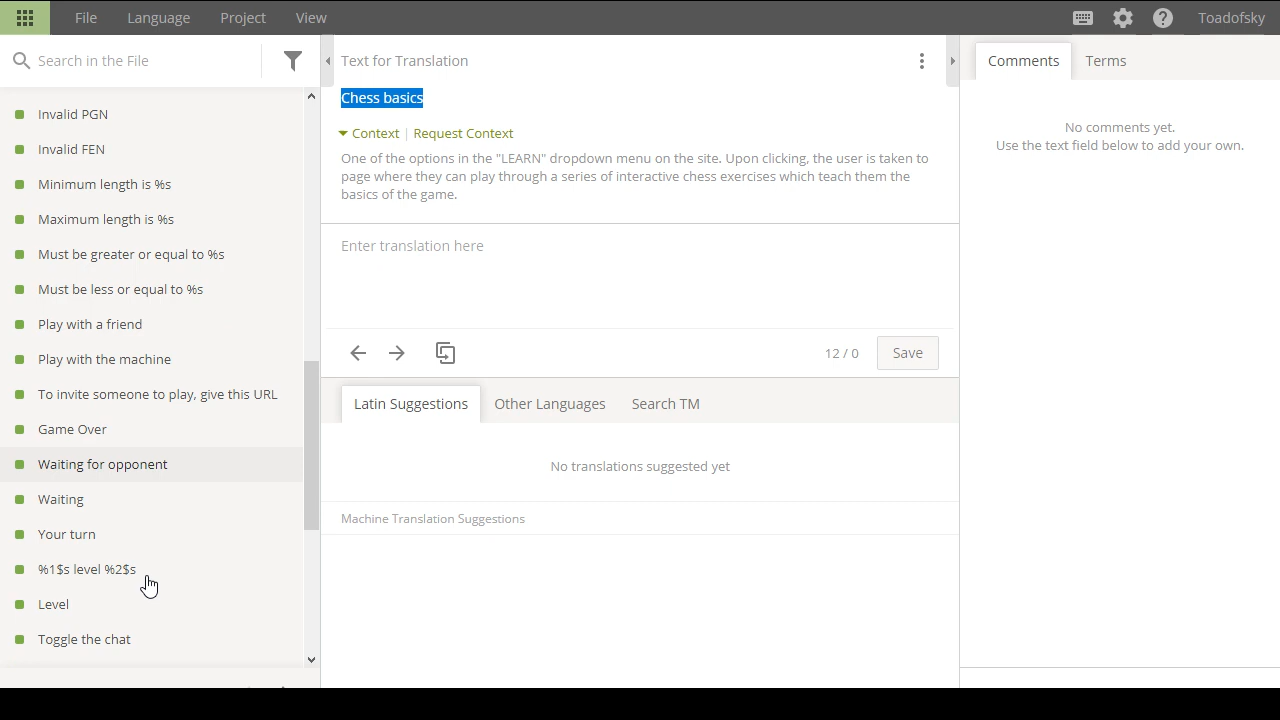 File Language Project View Toadofsky
Search in the File
Invalid PGN
Invalid FEN
Minimum length is %s
Maximum length is %s
Must be greater or equal to %s
Must be less or equal to %s
Play with a friend
Play with the machine
To invite someone to play, give this URL
Game Over
Waiting for opponent
Waiting
Your turn
%1$s level %2$s
Level
Toggle the chat
Text for Translation
Chess basics
Context | Request Context
One of the options in the "LEARN" dropdown menu on the site. Upon clicking, the user is taken to
page where they can play through a series of interactive chess exercises which teach them the
basics of the game.
Enter translation here
12 / 0 Save
Latin Suggestions Other Languages Search TM
No translations suggested yet
Machine Translation Suggestions
Comments Terms
No comments yet.
Use the text field below to add your own.